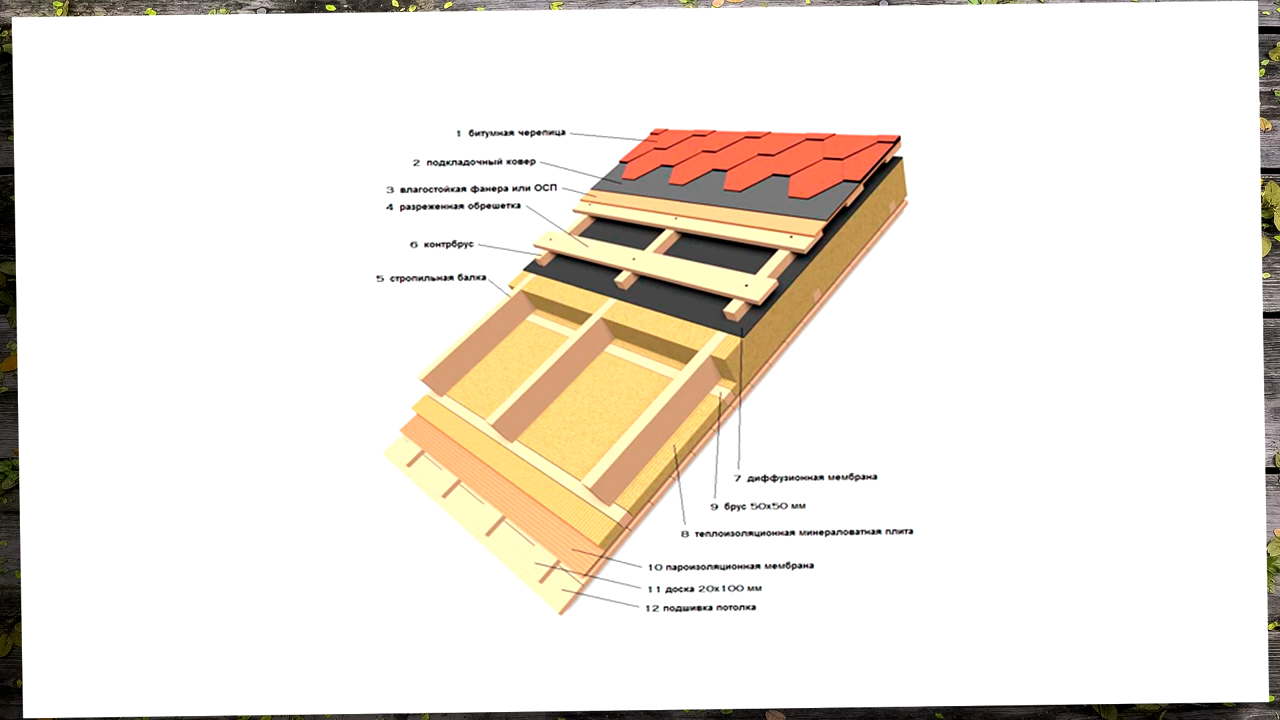 1 битумная черепица
2 подкладочный ковер
3 влагостойкая фанера или ОСП
4 разреженная обрешетка
6 контрбрус
5 стропильная балка
7 диффузионная мембрана
9 брус 50х50 мм
8 теплоизоляционная минераловатная плита
10 пароизоляционная мембрана
11 доска 20х100 мм
12 подшивка потолка